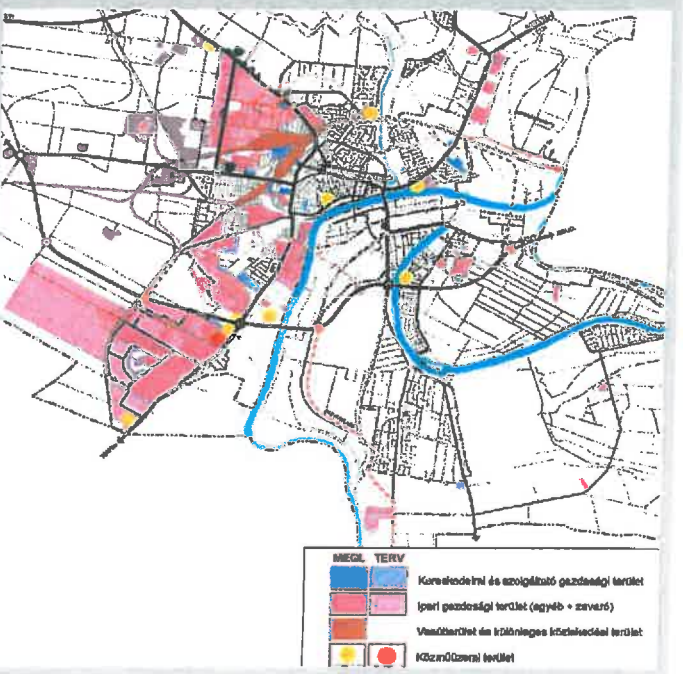 MEGL TERV
Kereskedelmi és szolgáltató gazdasági terület
Ipari gazdasági terület (egyéb + zavaró)
Vasútterület és különleges közlekedési terület
Közműüzemi terület